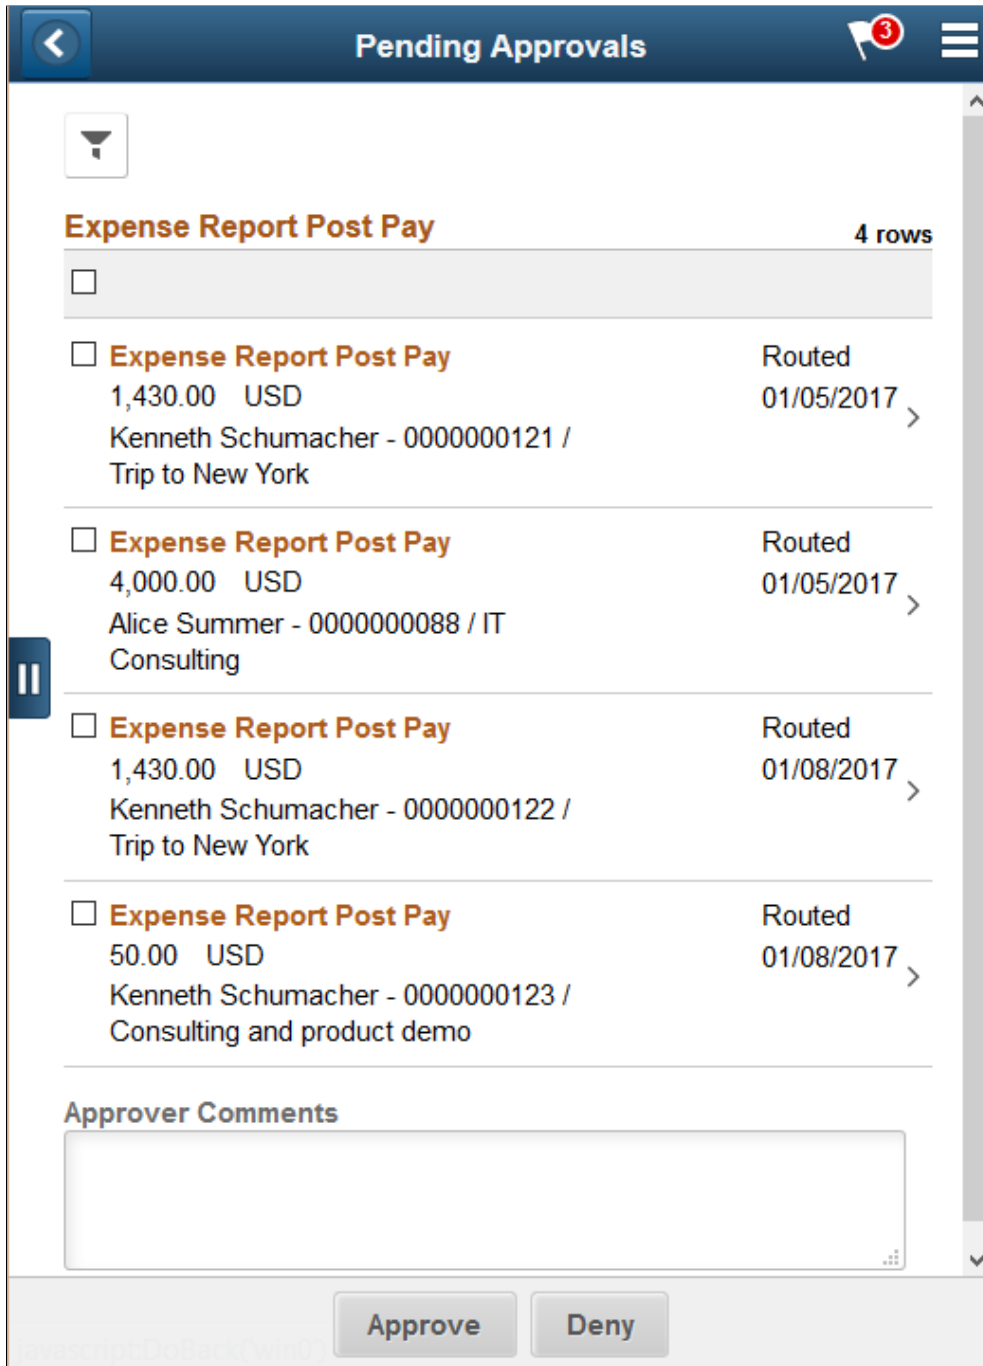 Pending Approvals
3
Expense Report Post Pay
4 rows
Expense Report Post Pay
Routed
1,430.00 USD
01/05/2017
Kenneth Schumacher - 0000000121 /
Trip to New York
Expense Report Post Pay
Routed
4,000.00 USD
01/05/2017
Alice Summer - 0000000088 / IT
Consulting
Expense Report Post Pay
Routed
1,430.00 USD
01/08/2017
Kenneth Schumacher - 0000000122 /
Trip to New York
Expense Report Post Pay
Routed
50.00 USD
01/08/2017
Kenneth Schumacher - 0000000123 /
Consulting and product demo
Approver Comments
Approve
Deny